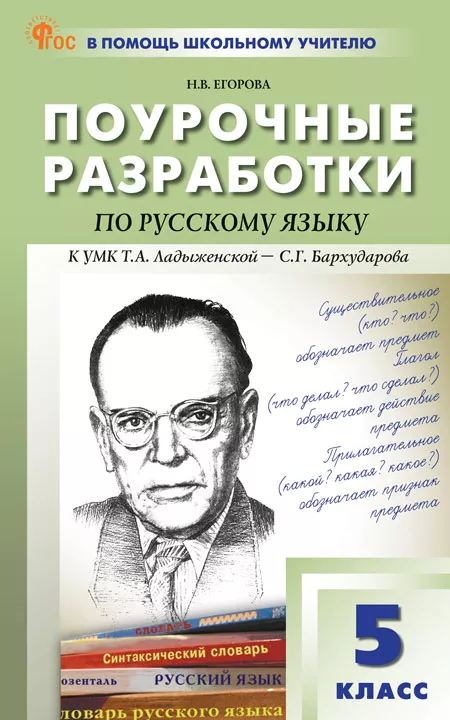 ФГОС
В ПОМОЩЬ ШКОЛЬНОМУ УЧИТЕЛЮ
Н.В. ЕГОРОВА
ПОУРОЧНЫЕ
РАЗРАБОТКИ
ПО РУССКОМУ ЯЗЫКУ
К УМК Т.А. Ладыженской — С.Г. Бархударова
Существительное
(кто? что?)
обозначает предмет
Глагол
(что делал? что сделал?)
обозначает действие
предмета
Прилагательное
(какой? какая? какое?)
обозначает признак
предмета
СЛОВАРЬ
Синтаксический словарь
озенталь РУССКИЙ ЯЗЫК
ловарь русского языка
5
КЛАСС